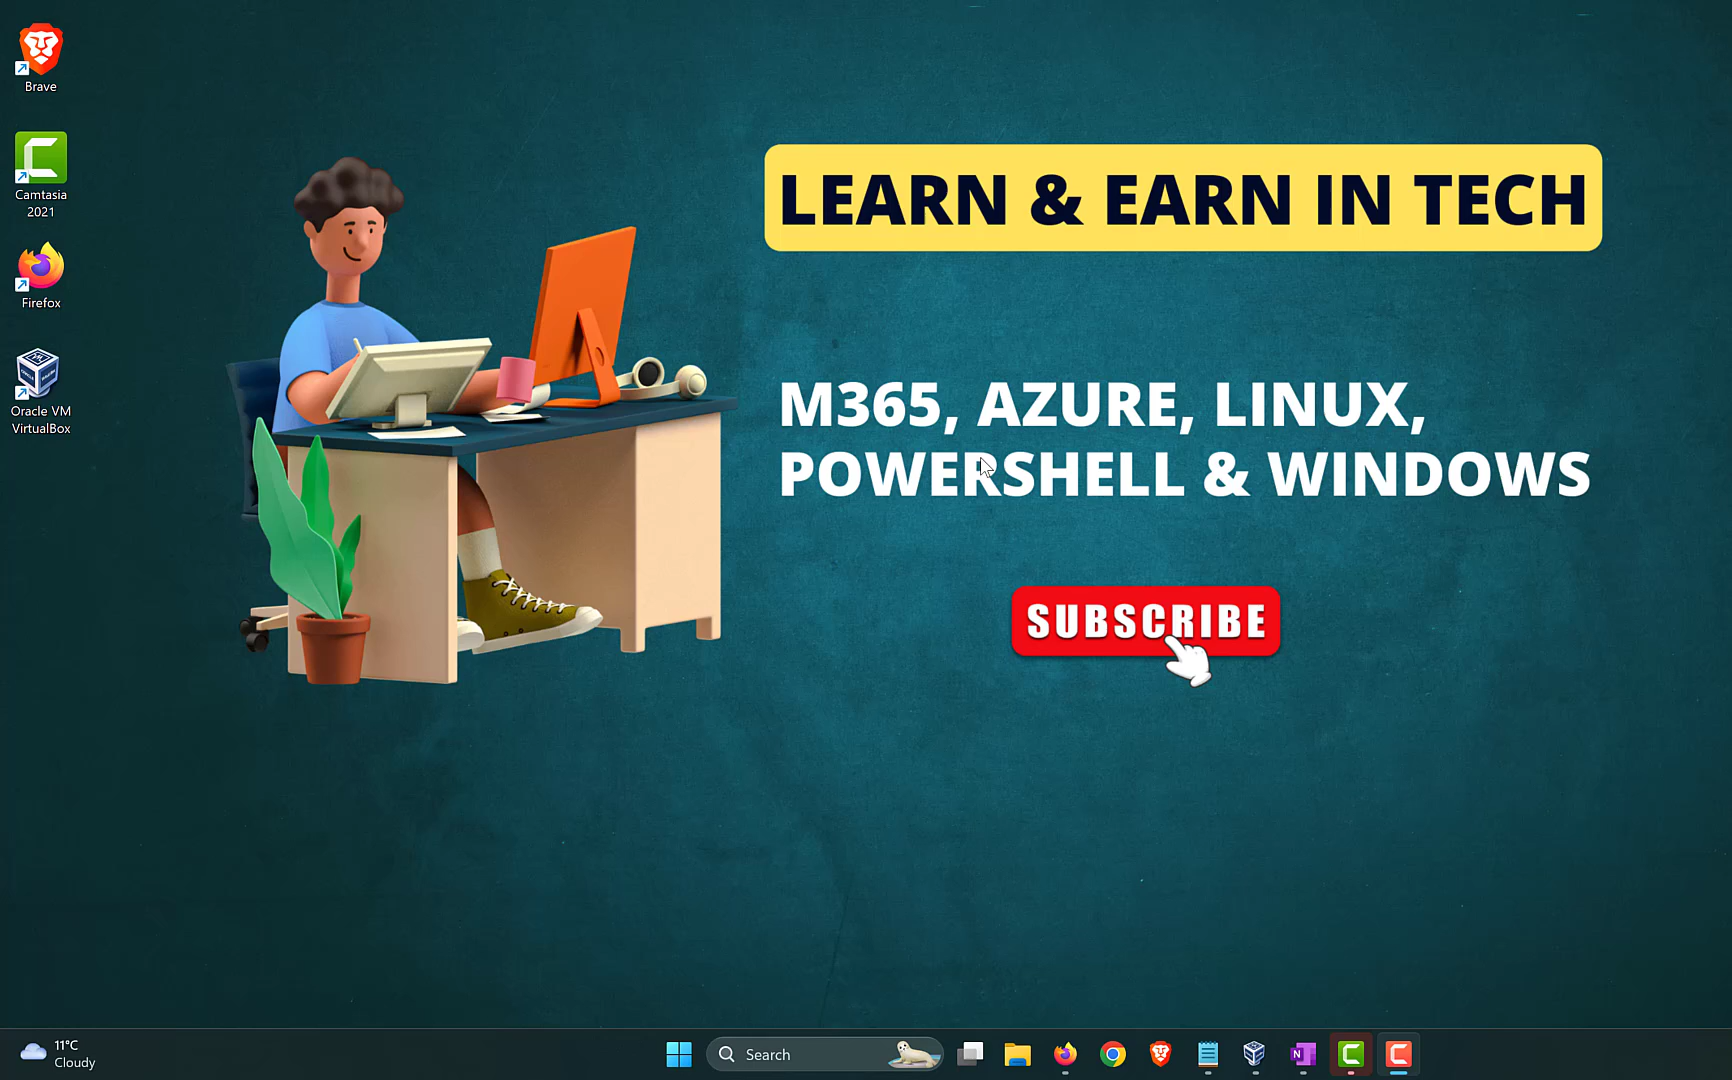 Brave
Camtasia
2021
Firefox
Oracle VM
VirtualBox
LEARN & EARN IN TECH
M365, AZURE, LINUX,
POWERSHELL & WINDOWS
SUBSCRIBE
11°C
Cloudy
Search